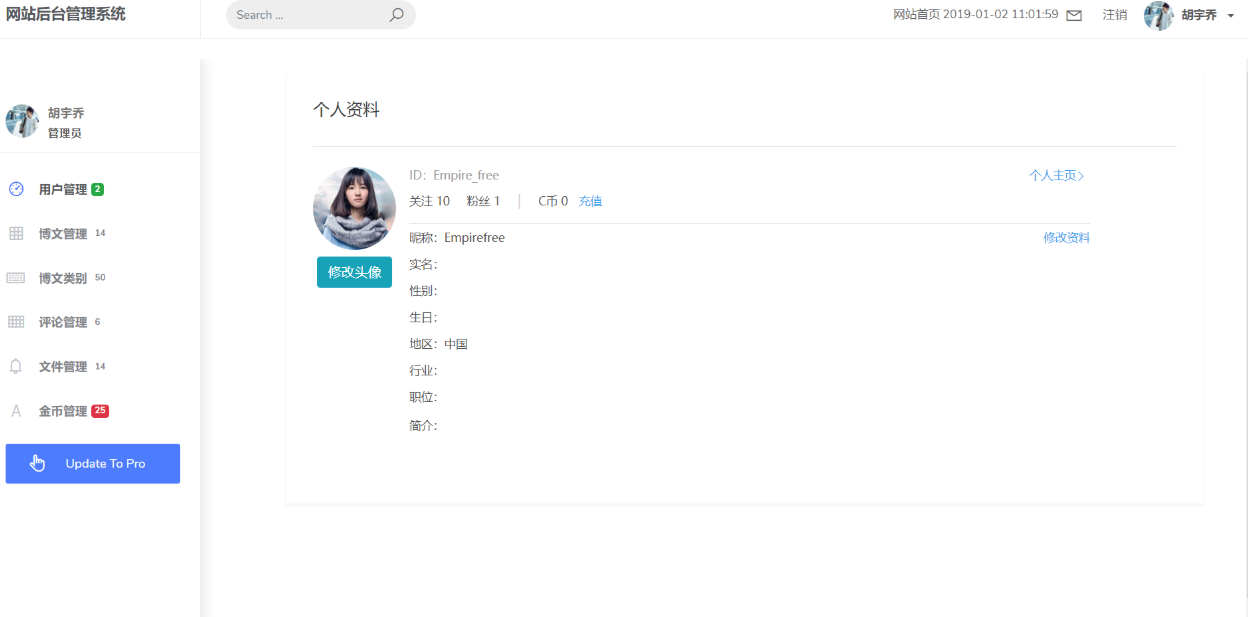 网站后台管理系统
Search ...
网站首页 2019-01-02 11:01:59 注销 胡宇乔
胡宇乔
管理员
用户管理 2
博文管理 14
博文类别 50
评论管理 6
文件管理 14
金币管理 25
Update To Pro
个人资料
修改头像
ID：Empire_free 个人主页>
关注 10 粉丝 1 | C币 0 充值
昵称：Empirefree 修改资料
实名：
性别：
生日：
地区：中国
行业：
职位：
简介：